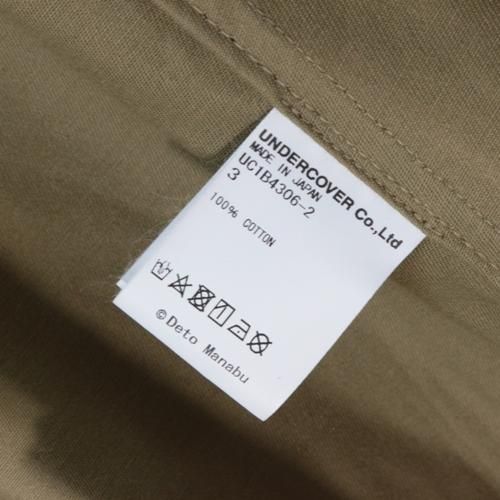 UNDERCOVER Co.,Ltd
MADE IN JAPAN
UC1B4306-2
3
100% COTTON
©Deto Manabu